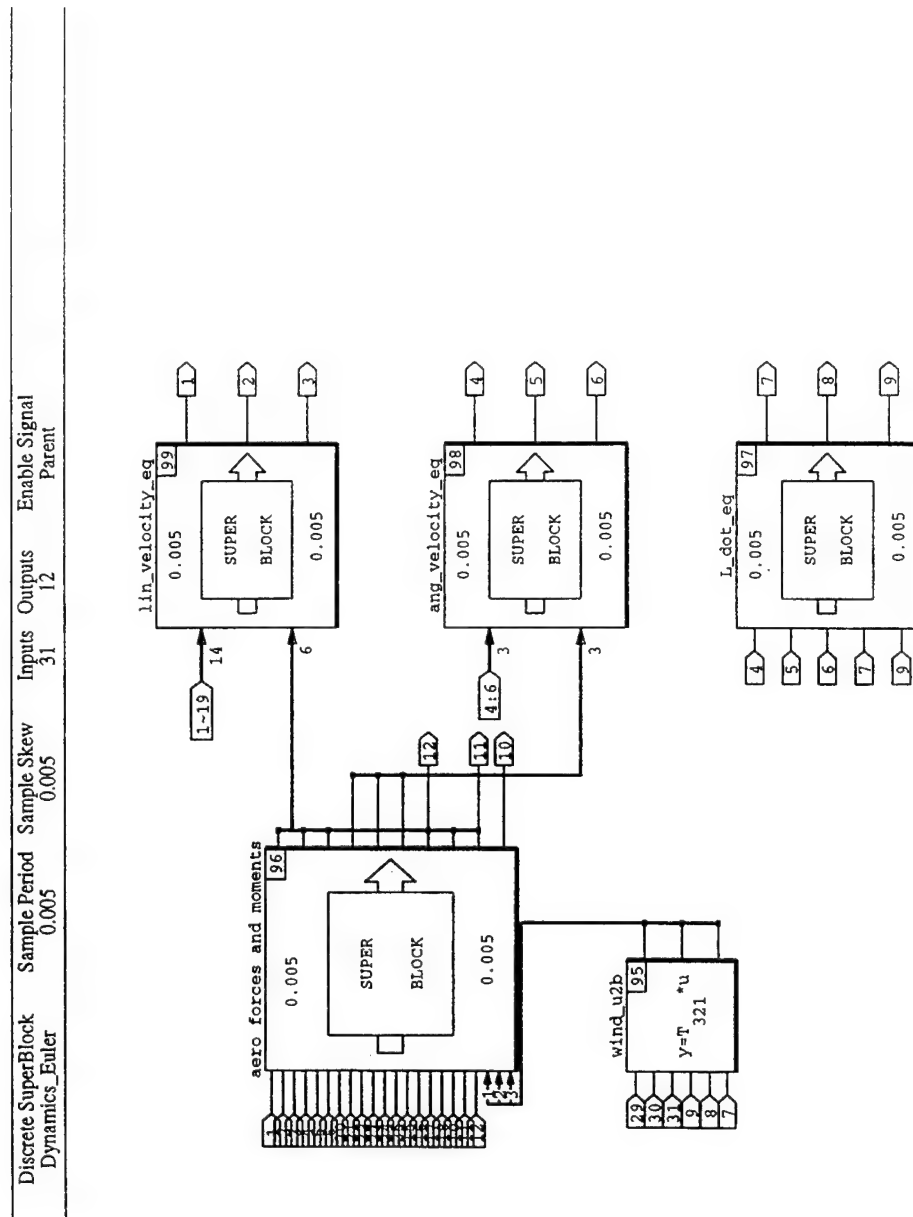 Discrete SuperBlock Sample Period Sample Skew Inputs Outputs Enable Signal
Dynamics_Euler 0.005 0.005 31 12 Parent
aero forces and moments
96
0.005
SUPER
BLOCK
0.005
1
2
3
12
11
10
lin_velocity_eq
99
0.005
SUPER
BLOCK
0.005
1~19
14
6
1
2
3
ang_velocity_eq
98
0.005
SUPER
BLOCK
0.005
4:6
3
3
4
5
6
wind_u2b
95
y=T *u
321
29
30
31
9
8
7
L_dot_eq
97
0.005
SUPER
BLOCK
0.005
4
5
6
7
9
7
8
9